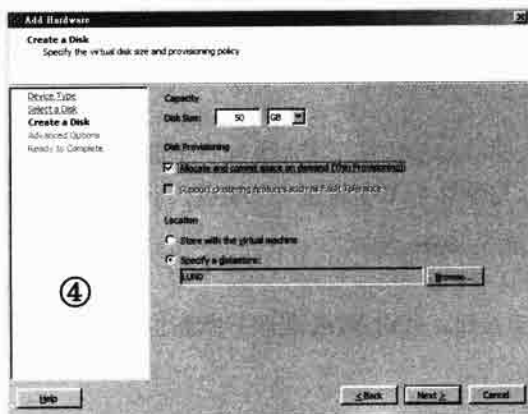 Add Hardware
Create a Disk
Specify the virtual disk size and provisioning policy
Device Type
Select a Disk
Create a Disk
Advanced Options
Ready to Complete
Capacity
Disk Size: 50 GB
Disk Provisioning
Allocate and commit space on demand (Thin Provisioning)
Support clustering features such as Fault Tolerance
Location
Store with the virtual machine
Specify a datastore:
Browse...
④
Help
< Back Next > Cancel